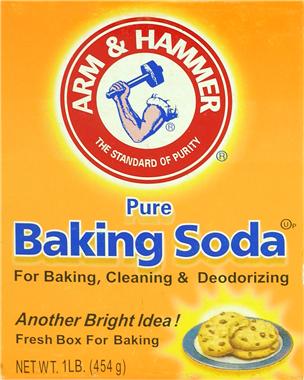 ARM & HAMMER
®
THE STANDARD OF PURITY
®
Pure
Baking Soda
Ⓤ P
For Baking, Cleaning & Deodorizing
Another Bright Idea!
Fresh Box For Baking
NET WT. 1LB. (454 g)